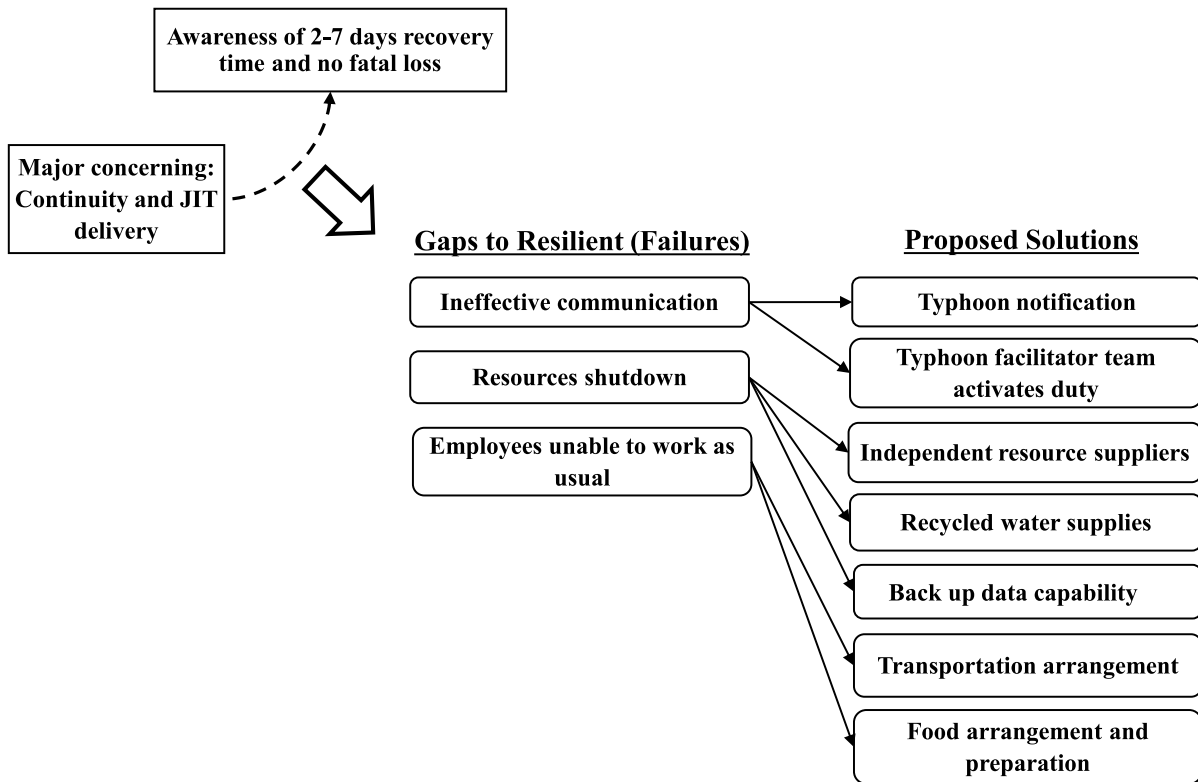 Awareness of 2-7 days recovery
time and no fatal loss
Major concerning:
Continuity and JIT
delivery
Gaps to Resilient (Failures)
Proposed Solutions
Ineffective communication
Typhoon notification
Resources shutdown
Typhoon facilitator team
activates duty
Employees unable to work as
usual
Independent resource suppliers
Recycled water supplies
Back up data capability
Transportation arrangement
Food arrangement and
preparation